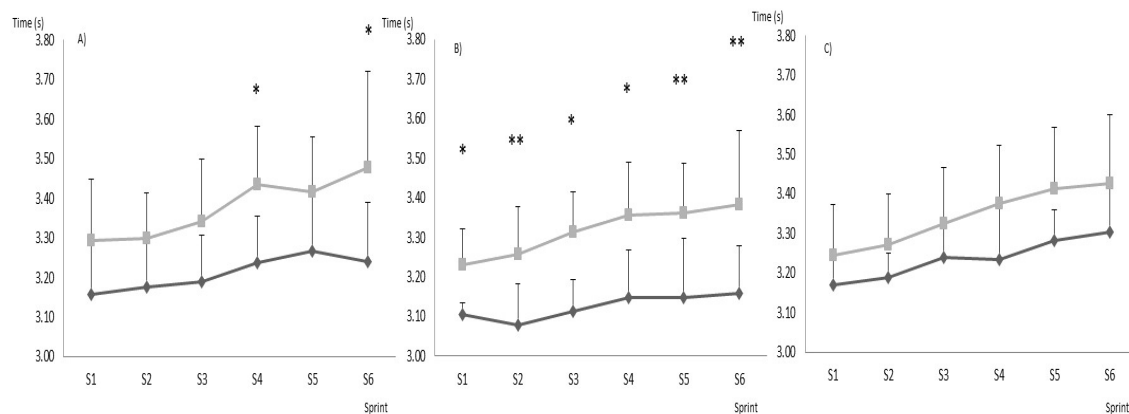 Time (s)
A)
3.80
3.70
3.60
3.50
3.40
3.30
3.20
3.10
3.00
*
*
S1 S2 S3 S4 S5 S6
Sprint
Time (s)
B)
3.80
3.70
3.60
3.50
3.40
3.30
3.20
3.10
3.00
* ** * * ** **
S1 S2 S3 S4 S5 S6
Sprint
Time (s)
C)
3.80
3.70
3.60
3.50
3.40
3.30
3.20
3.10
3.00
S1 S2 S3 S4 S5 S6
Sprint